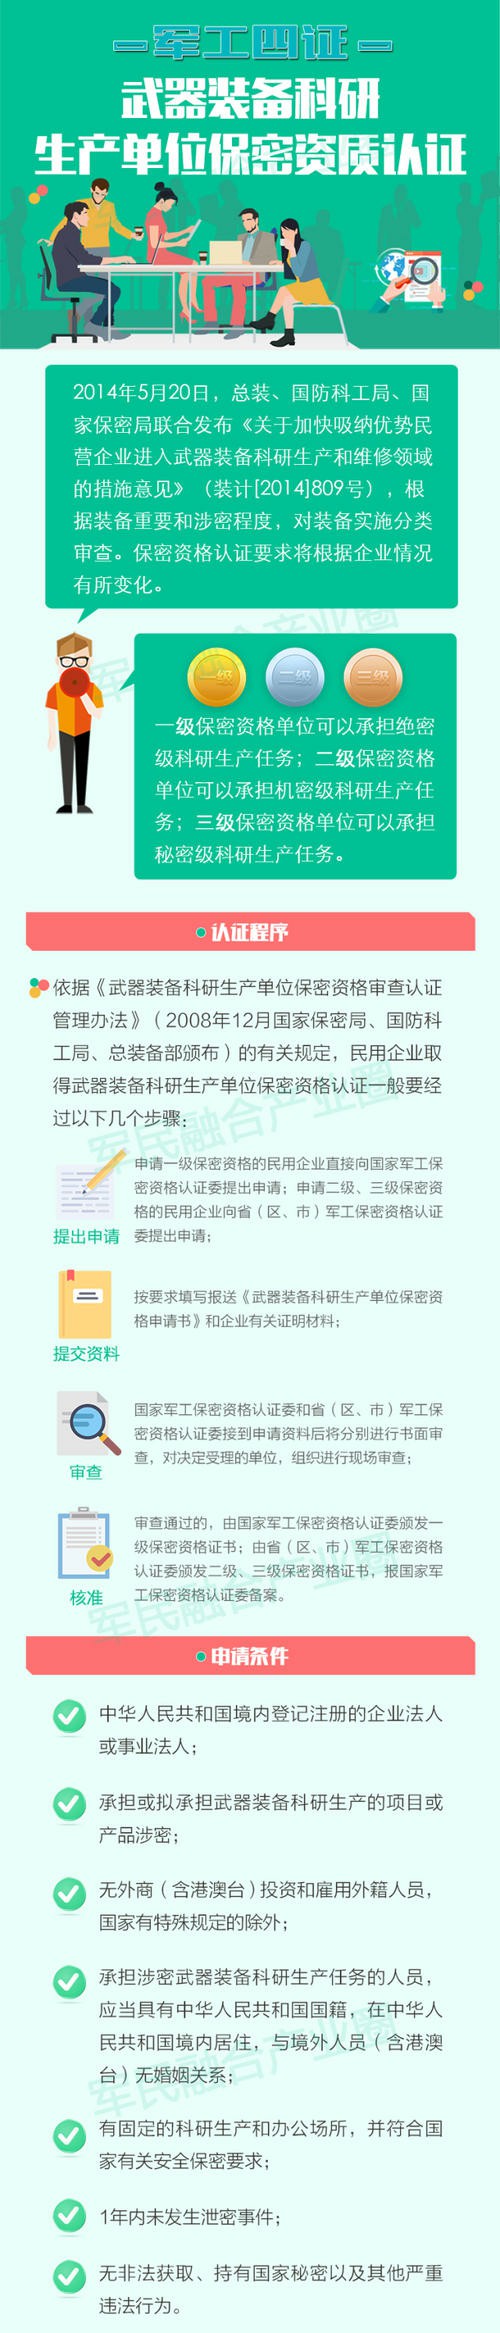 军工四证
武器装备科研
生产单位保密资质认证
2014年5月20日，总装、国防科工局、国
家保密局联合发布《关于加快吸纳优势民
营企业进入武器装备科研生产和维修领域
的措施意见》（装计[2014]809号），根
据装备重要和涉密程度，对装备实施分类
审查。保密资格认证要求将根据企业情况
有所变化。
一级 二级 三级
一级保密资格单位可以承担绝密
级科研生产任务；二级保密资格
单位可以承担机密级科研生产任
务；三级保密资格单位可以承担
秘密级科研生产任务。
认证程序
依据《武器装备科研生产单位保密资格审查认证
管理办法》（2008年12月国家保密局、国防科
工局、总装备部颁布）的有关规定，民用企业取
得武器装备科研生产单位保密资格认证一般要经
过以下几个步骤：
提出申请
申请一级保密资格的民用企业直接向国家军工保
密资格认证委提出申请；申请二级、三级保密资
格的民用企业向省（区、市）军工保密资格认证
委提出申请；
提交资料
按要求填写报送《武器装备科研生产单位保密资
格申请书》和企业有关证明材料；
审查
国家军工保密资格认证委和省（区、市）军工保
密资格认证委接到申请资料后将分别进行书面审
查，对决定受理的单位，组织进行现场审查；
核准
审查通过的，由国家军工保密资格认证委颁发一
级保密资格证书；由省（区、市）军工保密资格
认证委颁发二级、三级保密资格证书，报国家军
工保密资格认证委备案。
申请条件
中华人民共和国境内登记注册的企业法人
或事业法人；
承担或拟承担武器装备科研生产的项目或
产品涉密；
无外商（含港澳台）投资和雇用外籍人员，
国家有特殊规定的除外；
承担涉密武器装备科研生产任务的人员，
应当具有中华人民共和国国籍，在中华人
民共和国境内居住，与境外人员（含港澳
台）无婚姻关系；
有固定的科研生产和办公场所，并符合国
家有关安全保密要求；
1年内未发生泄密事件；
无非法获取、持有国家秘密以及其他严重
违法行为。
军民融合产业圈
军民融合产业圈
军民融合产业圈
军民融合产业圈